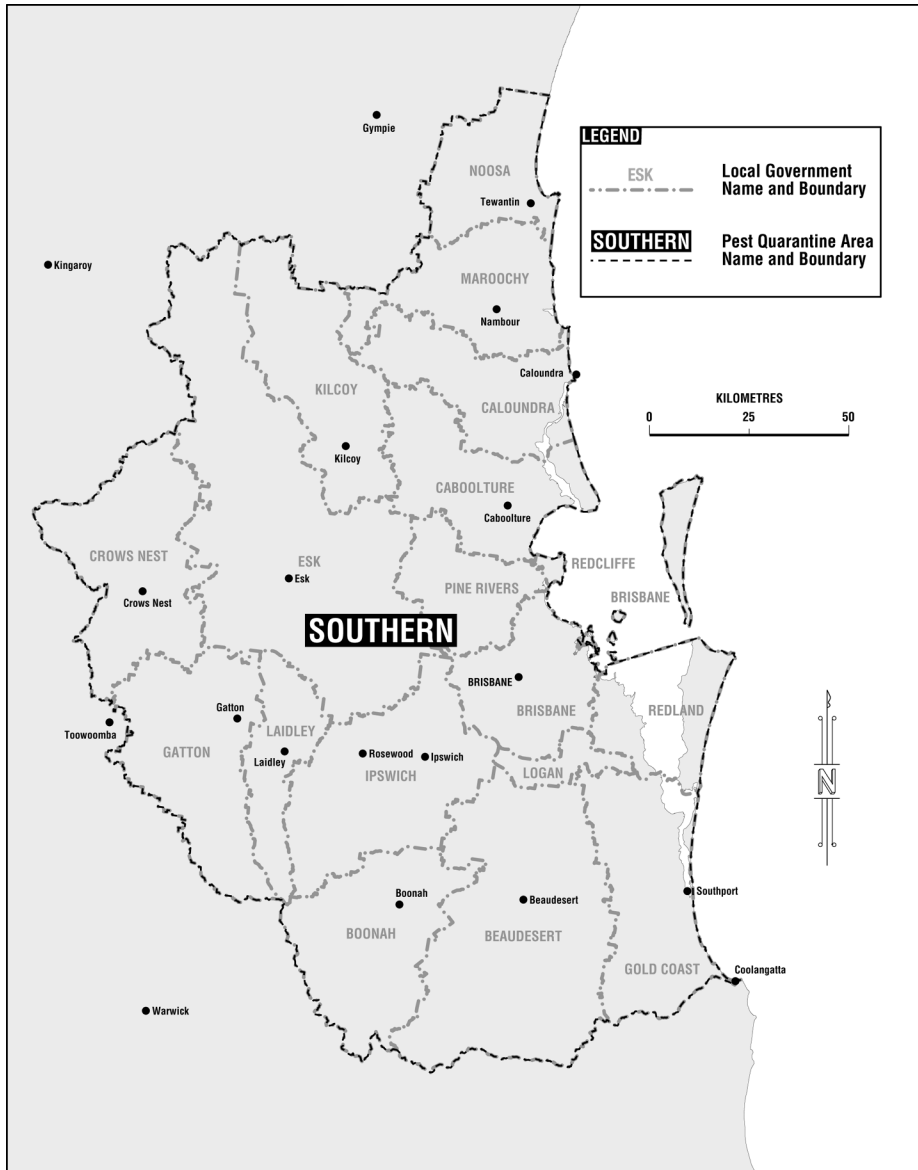 Gympie
LEGEND
ESK
Local Government
Name and Boundary
SOUTHERN
Pest Quarantine Area
Name and Boundary
NOOSA
Tewantin
Kingaroy
MAROOCHY
Nambour
Caloundra
KILCOY
CALOUNDRA
KILOMETRES
0 25 50
Kilcoy
CABOOLTURE
Caboolture
CROWS NEST
ESK
REDCLIFFE
Esk
PINE RIVERS
BRISBANE
Crows Nest
SOUTHERN
BRISBANE
Gatton
BRISBANE
REDLAND
Toowoomba
LAIDLEY
GATTON
Laidley
Rosewood
Ipswich
IPSWICH
LOGAN
N
Boonah
Beaudesert
Southport
BOONAH
BEAUDESERT
GOLD COAST
Coolangatta
Warwick